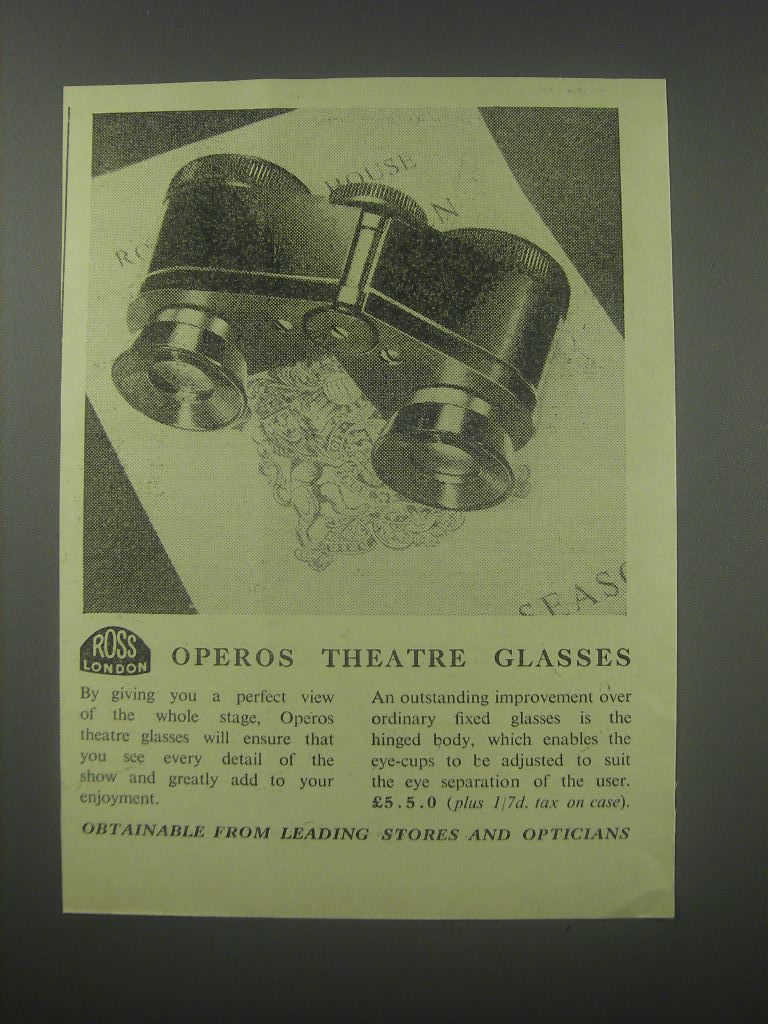 HOUSE
SEASO
ROSS
LONDON
OPEROS THEATRE GLASSES
By giving you a perfect view
of the whole stage, Operos
theatre glasses will ensure that
you see every detail of the
show and greatly add to your
enjoyment.
An outstanding improvement over
ordinary fixed glasses is the
hinged body, which enables the
eye-cups to be adjusted to suit
the eye separation of the user.
£5.5.0 (plus 1/7d. tax on case).
OBTAINABLE FROM LEADING STORES AND OPTICIANS